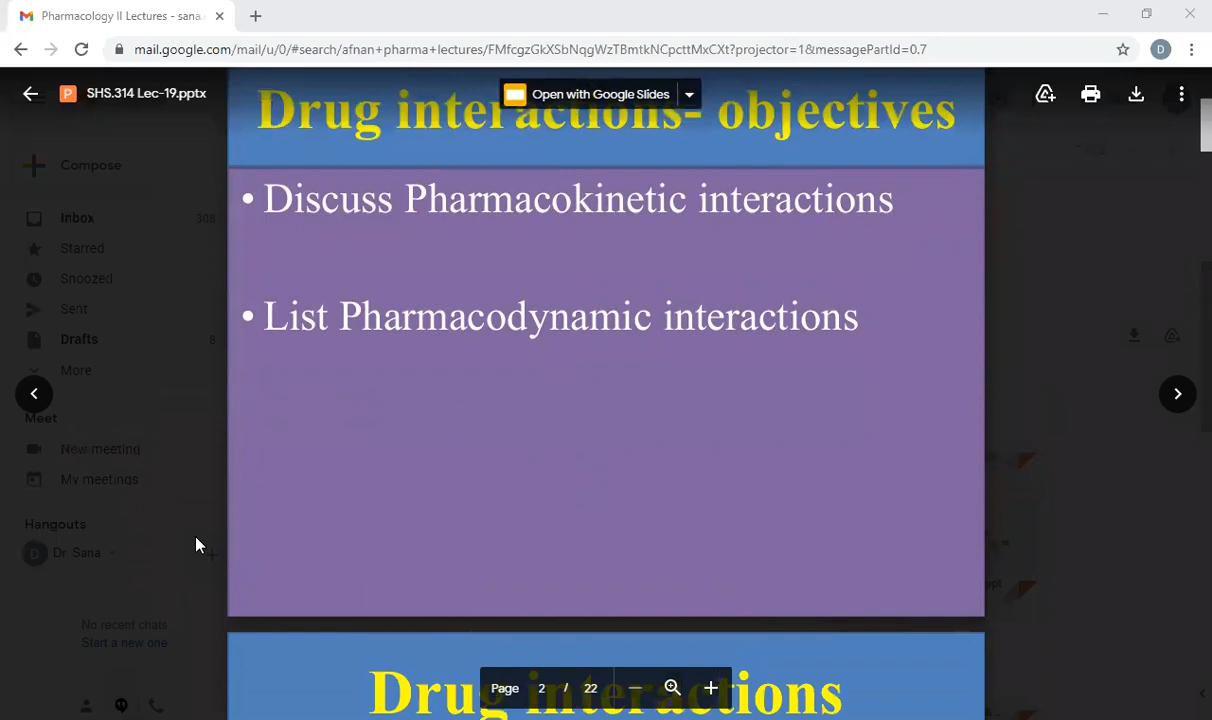 Pharmacology II Lectures - sana
mail.google.com/mail/u/0/#search/afnan+pharma+lectures/FMfcgzGkXSbNqgWzTBmtkNCpcttMxCXt?projector=1&messagePartId=0.7
D
P SHS.314 Lec-19.pptx
Open with Google Slides
Drug interactions- objectives
Compose
Inbox 308
Starred
Snoozed
Sent
Drafts 8
More
Meet
New meeting
My meetings
Hangouts
D Dr Sana
No recent chats
Start a new one
• Discuss Pharmacokinetic interactions
• List Pharmacodynamic interactions
Drug interactions
Page 2 / 22